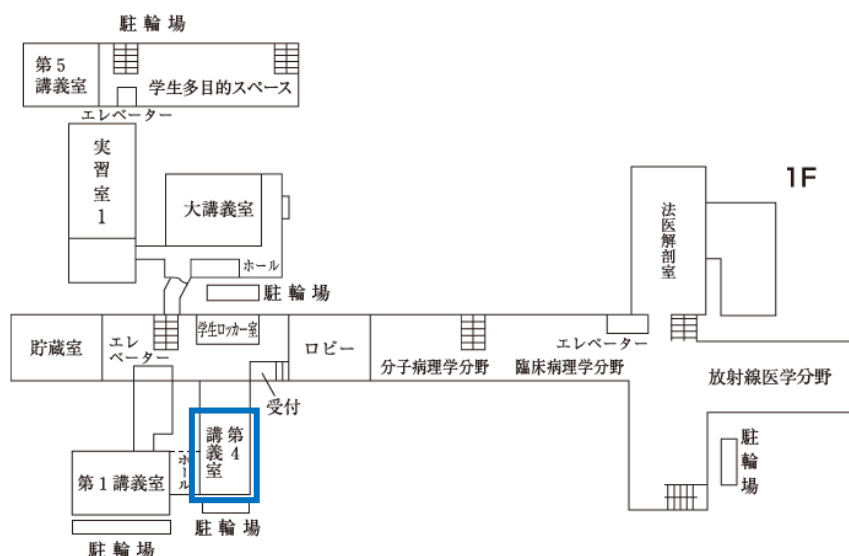 駐輪場
第5
講義室
学生多目的スペース
エレベーター
実習室1
大講義室
1F
法医解剖室
ホール
駐輪場
貯蔵室
エレ
ベーター
学生ロッカー室
ロビー
エレベーター
分子病理学分野
臨床病理学分野
放射線医学分野
受付
第4
講義室
ホール
第1講義室
駐輪場
駐輪場
駐輪場